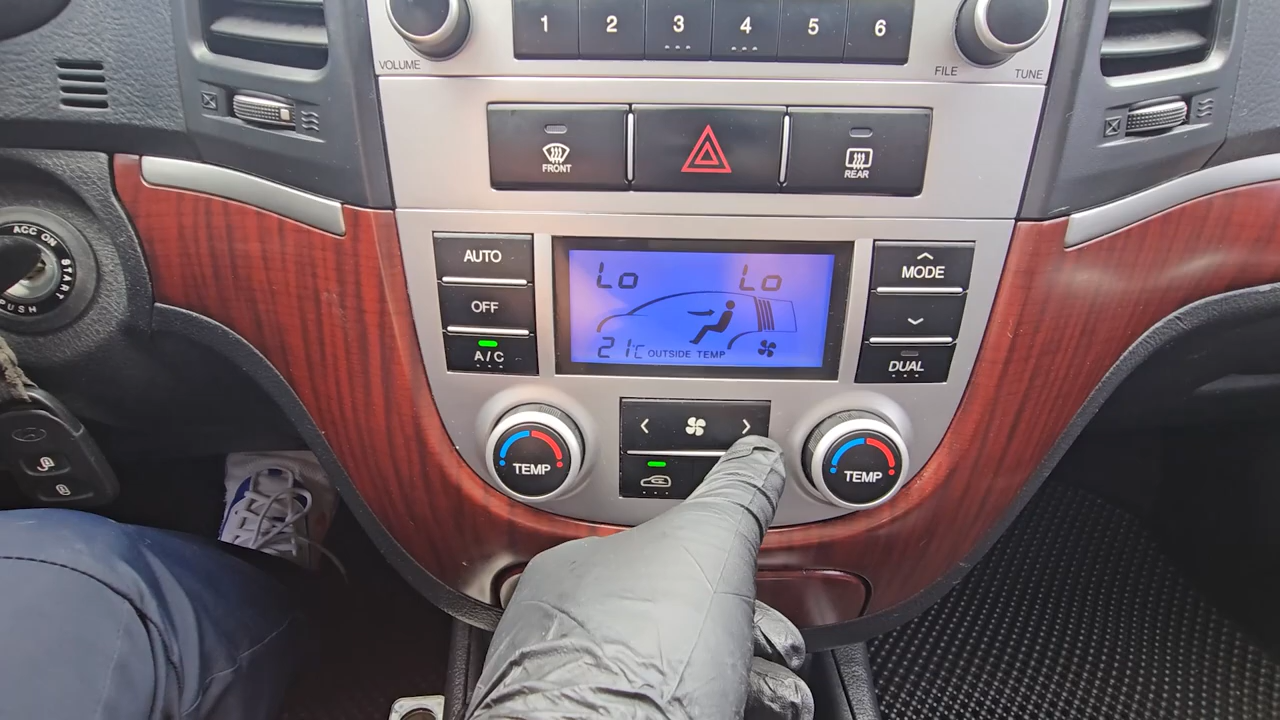 1 2 3 4 5 6
VOLUME FILE TUNE
FRONT REAR
ACC ON START
PUSH
AUTO
OFF
A/C
Lo Lo
21°C OUTSIDE TEMP
MODE
DUAL
TEMP TEMP